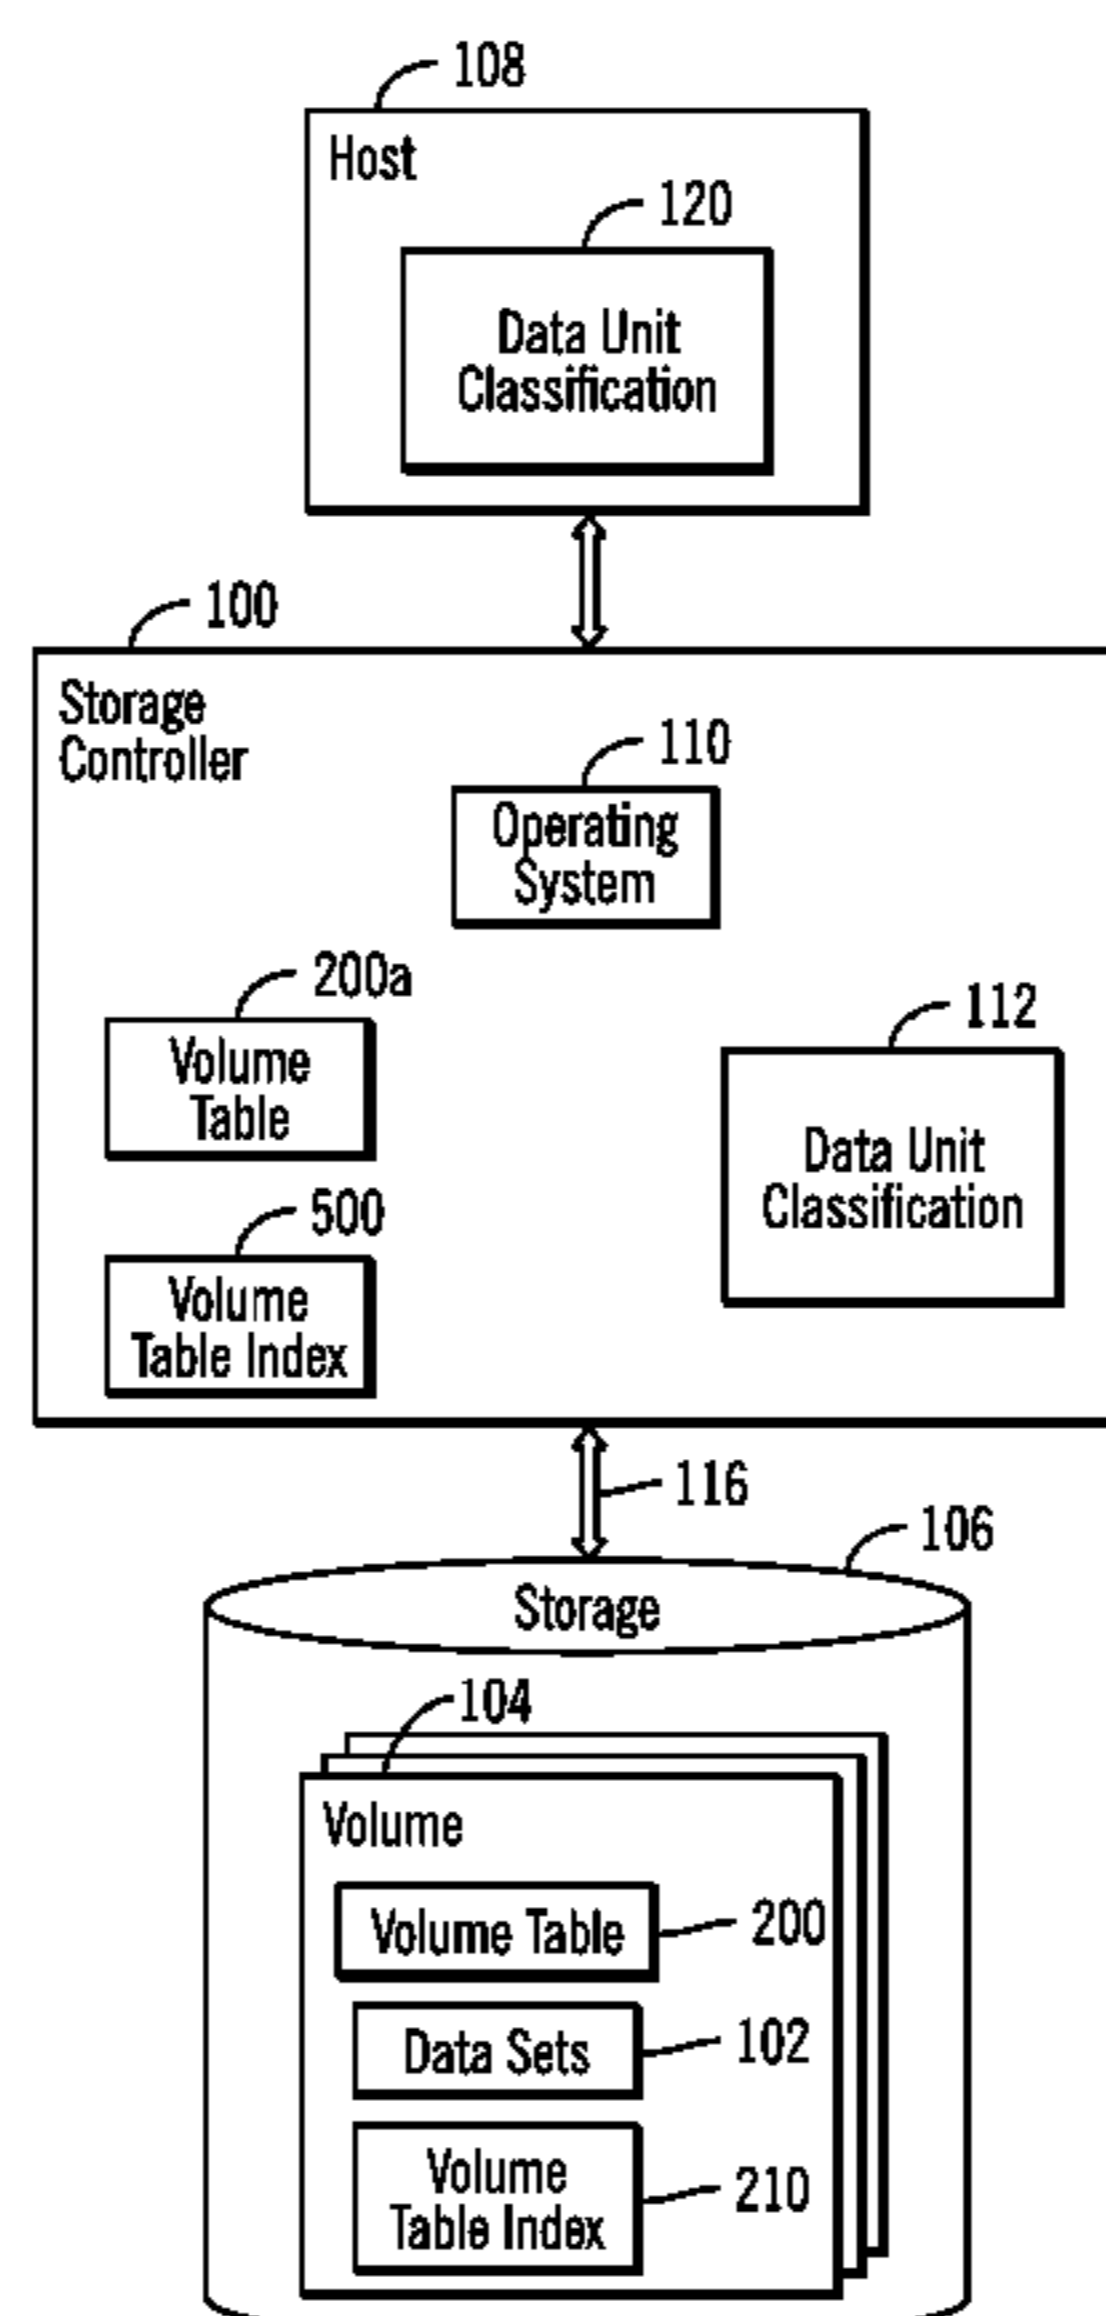 108
Host
120
Data Unit
Classification
100
Storage
Controller
110
Operating
System
200a
Volume
Table
112
Data Unit
Classification
500
Volume
Table Index
116
106
Storage
104
Volume
Volume Table
200
Data Sets
102
Volume
Table Index
210